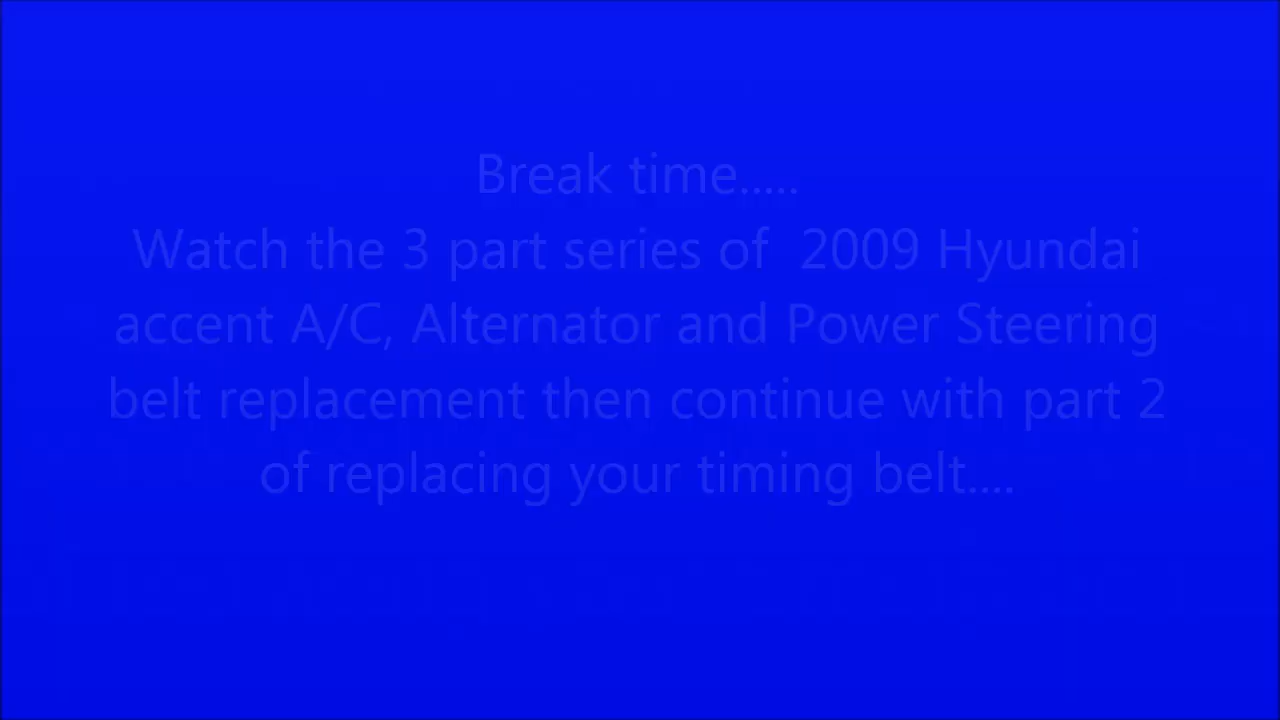 Break time.....
Watch the 3 part series of  2009 Hyundai
accent A/C, Alternator and Power Steering
belt replacement then continue with part 2
of replacing your timing belt....